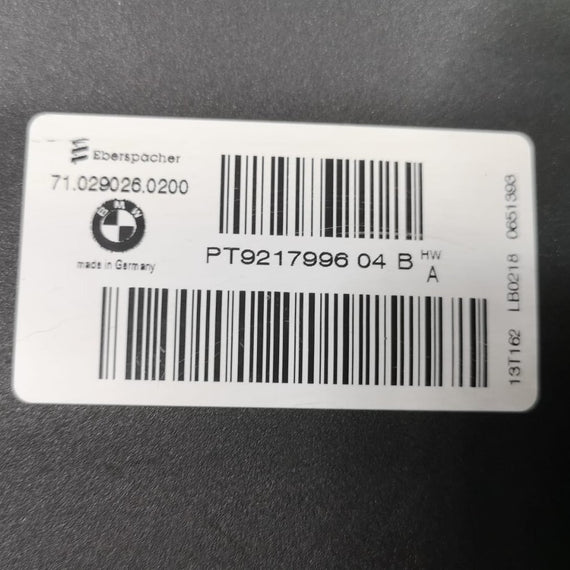 Eberspächer
71.029026.0200
BMW
made in Germany
PT9217996 04 B HW
A
13T162 LB0218 0651393